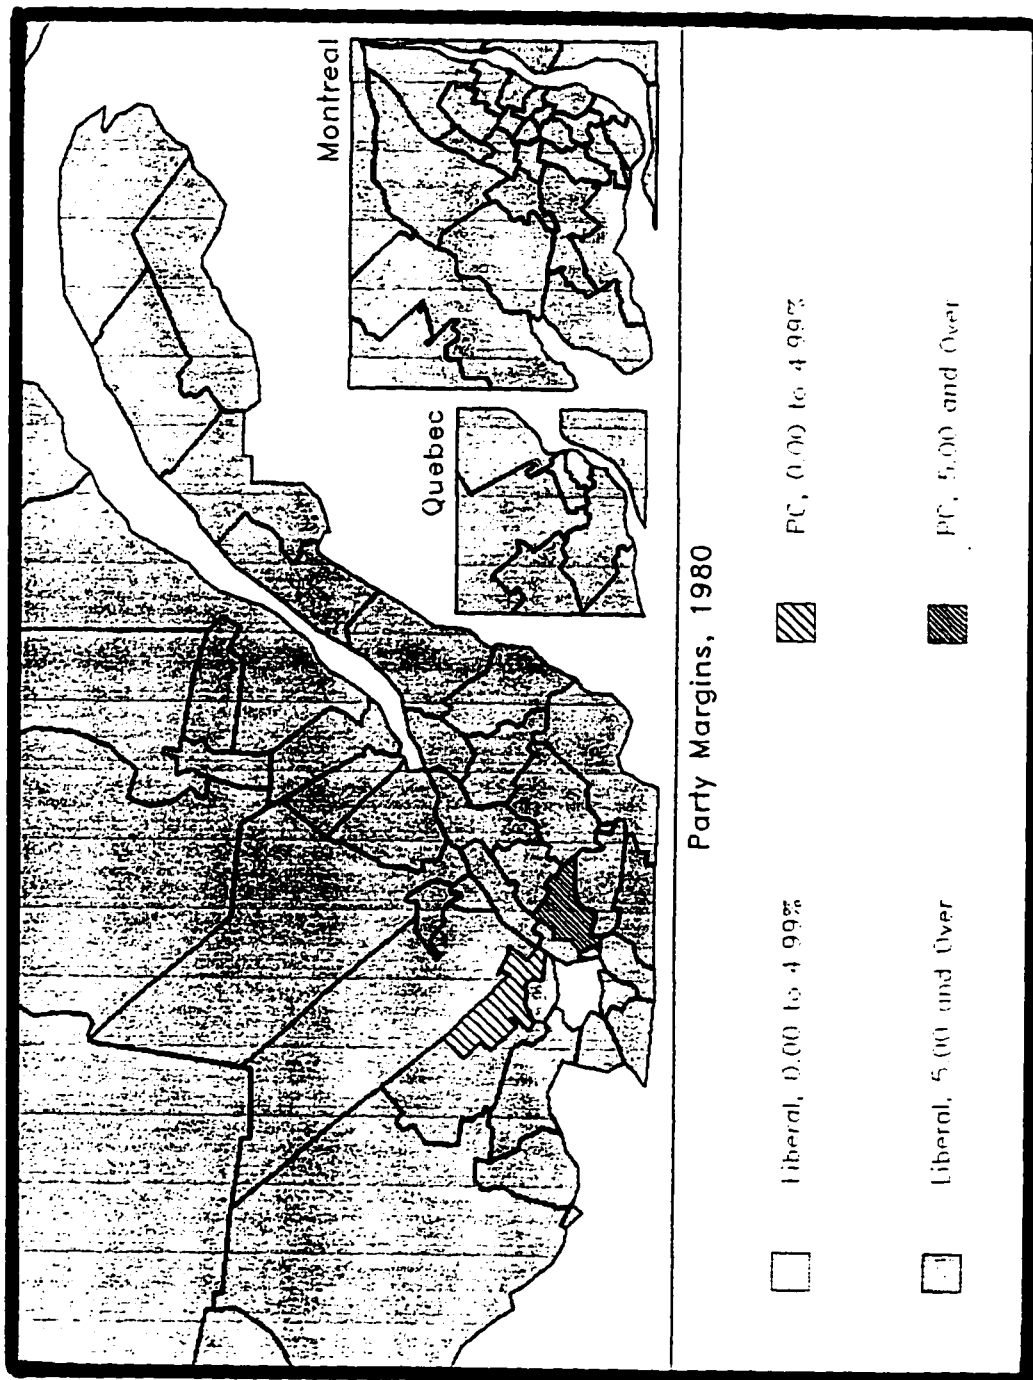 Montreal
Quebec
Party Margins, 1980
Liberal, 0.00 to 4.99%
PC, 0.00 to 4.99%
Liberal, 5.00 and Over
PC, 5.00 and Over